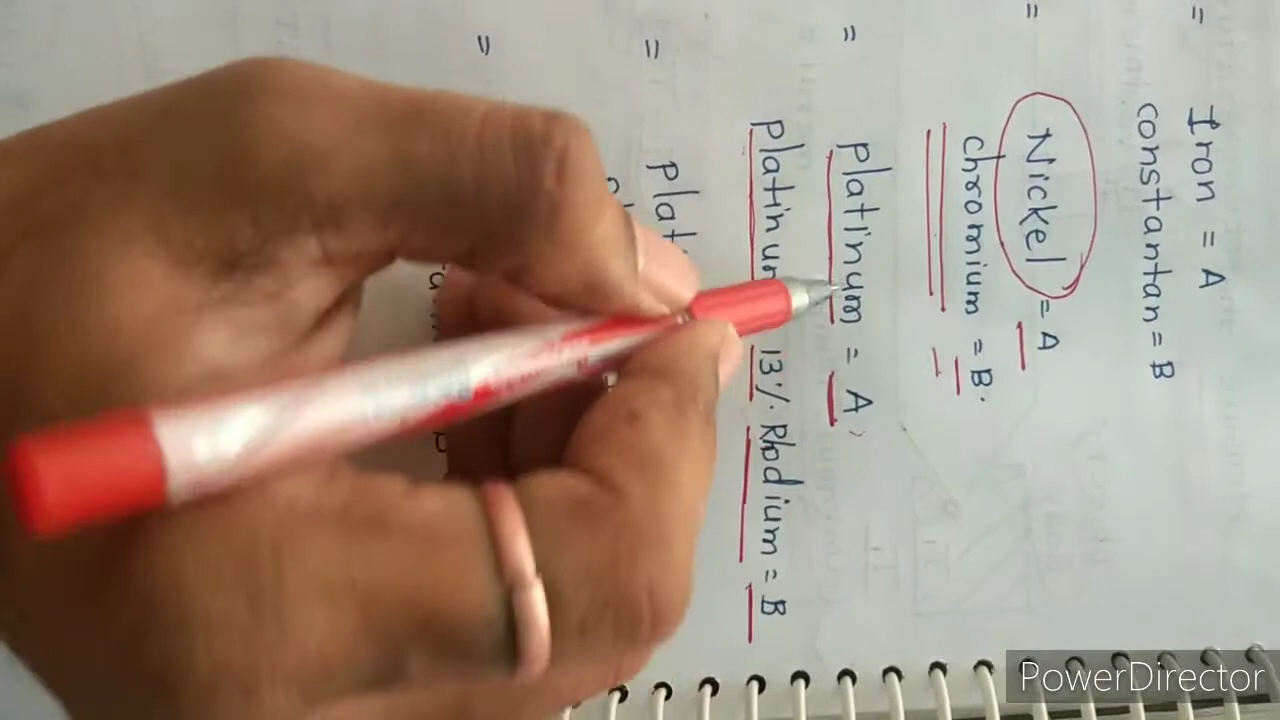 = Iron = A
constantan = B
= Nickel = A
chromium = B.
= Platinum = A,
Platinum 13% Rhodium = B
=
=
PowerDirector